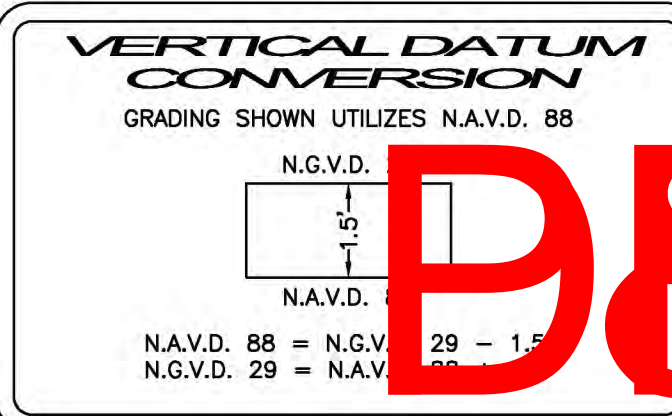 VERTICAL DATUM
CONVERSION
GRADING SHOWN UTILIZES N.A.V.D. 88
N.G.V.D.
1.5'
N.A.V.D.
N.A.V.D. 88 = N.G.V. 29 - 1.5
N.G.V.D. 29 = N.A.V.